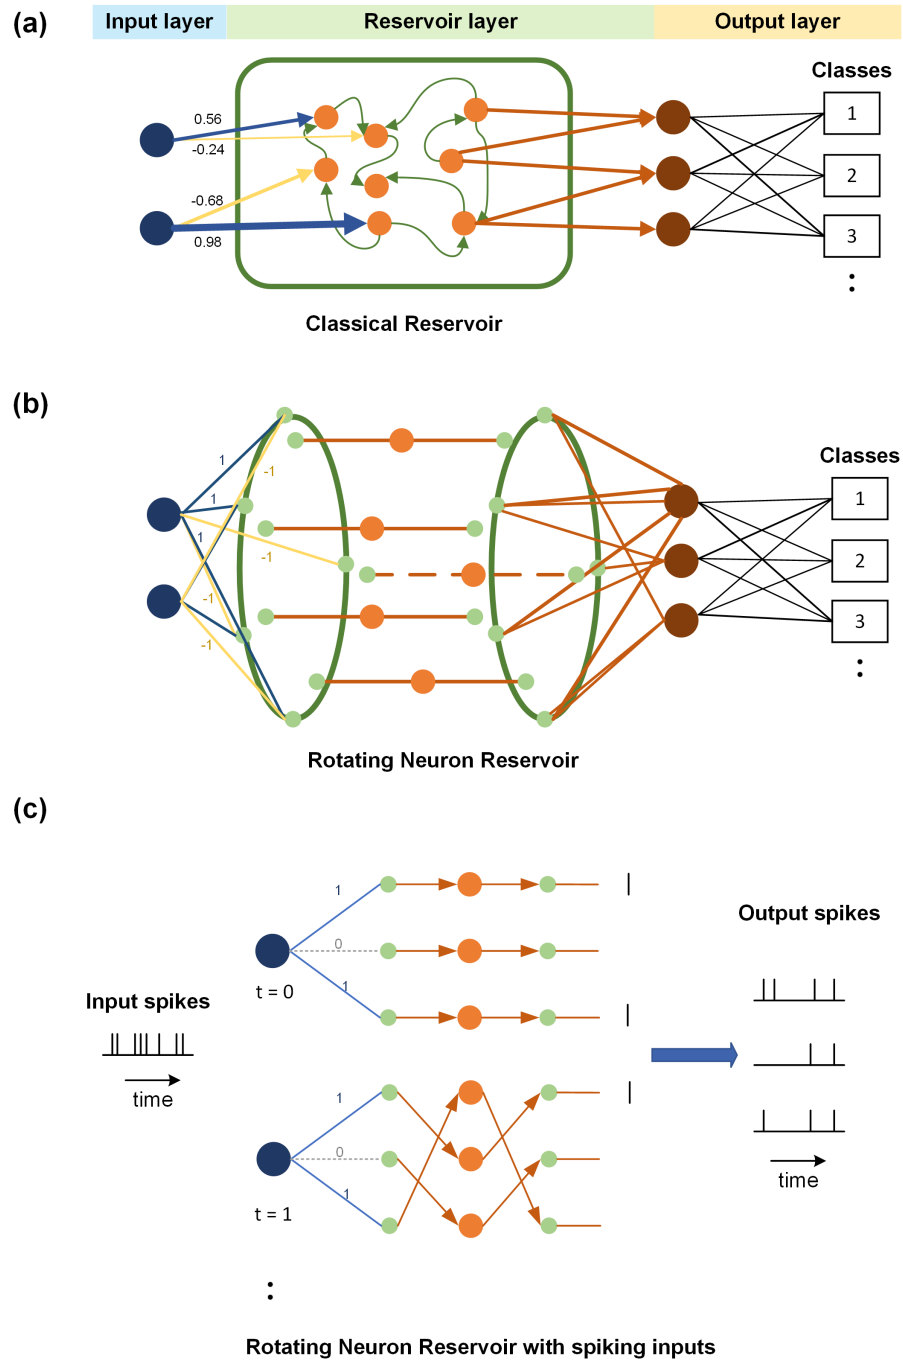 (a)
Input layer
Reservoir layer
Output layer
Classes
0.56
-0.24
-0.68
0.98
1
2
3
:
Classical Reservoir
(b)
Classes
1
1
1
-1
-1
-1
-1
1
2
3
:
Rotating Neuron Reservoir
(c)
1
0
1
t = 0
Input spikes
time
Output spikes
1
0
1
t = 1
time
:
Rotating Neuron Reservoir with spiking inputs